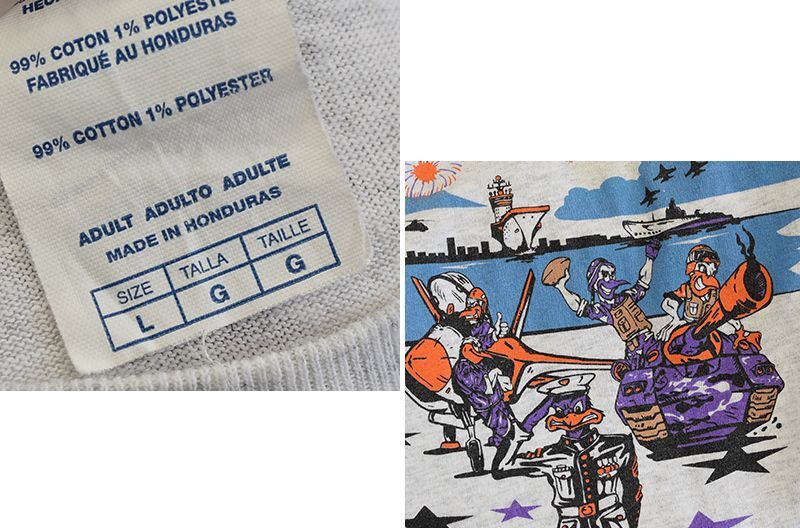 99% COTON 1% POLYESTER
FABRIQUÉ AU HONDURAS
99% COTTON 1% POLYESTER
ADULT ADULTO ADULTE
MADE IN HONDURAS
SIZE TALLA TAILLE
L G G